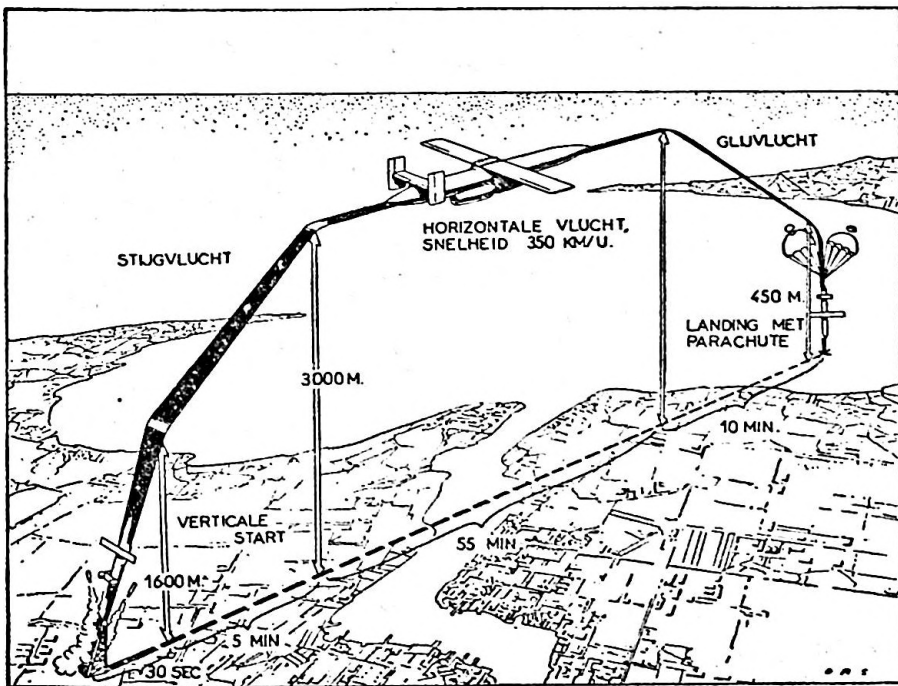 GLIJVLUCHT
HORIZONTALE VLUCHT,
SNELHEID 350 KM/U.
STIJGVLUCHT
450 M.
LANDING MET
PARACHUTE
3000 M.
10 MIN.
VERTICALE
START
55 MIN
1600 M.
5 MIN
30 SEC